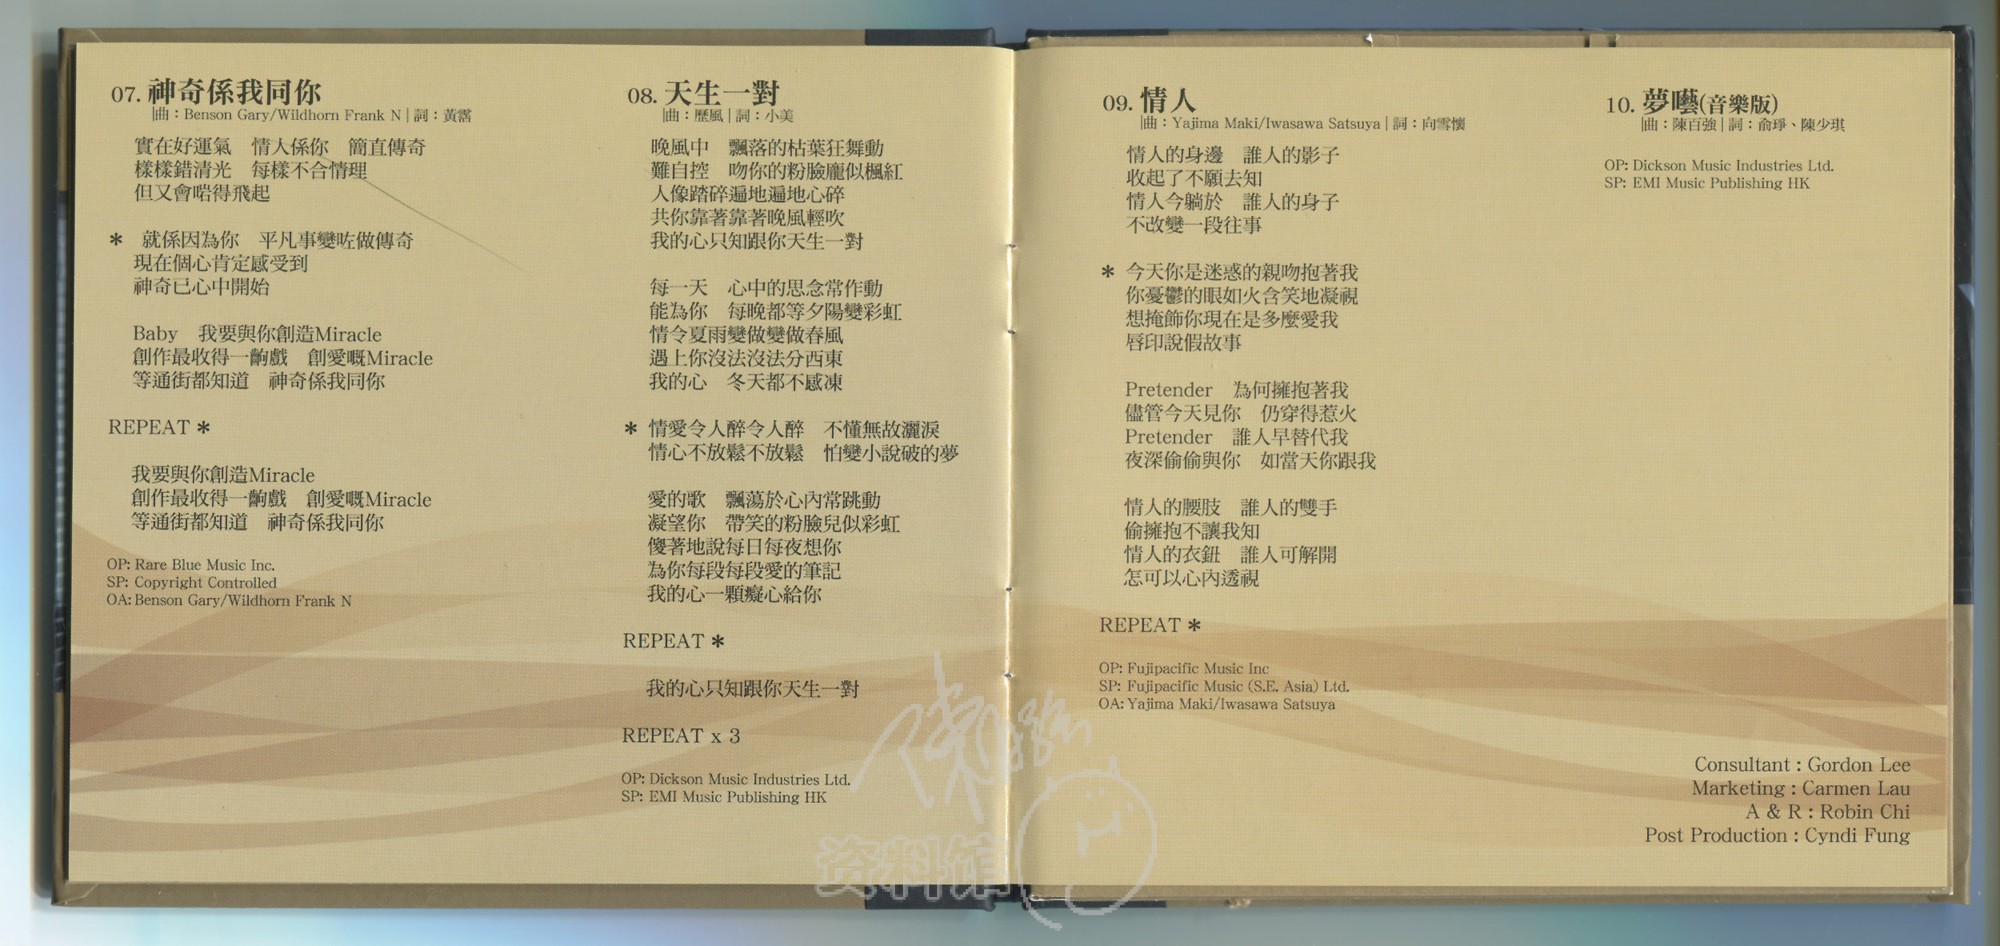 07. 神奇係我同你
曲：Benson Gary/Wildhorn Frank N | 詞：黃霑
實在好運氣　情人係你　簡直傳奇
樣樣錯清光　每樣不合情理
但又會啱得飛起
* 就係因為你　平凡事變咗做傳奇
現在個心肯定感受到
神奇已心中開始
Baby　我要與你創造Miracle
創作最收得一齣戲　創愛嘅Miracle
等通街都知道　神奇係我同你
REPEAT *
我要與你創造Miracle
創作最收得一齣戲　創愛嘅Miracle
等通街都知道　神奇係我同你
OP: Rare Blue Music Inc.
SP: Copyright Controlled
OA: Benson Gary/Wildhorn Frank N
08. 天生一對
曲：歷風 | 詞：小美
晚風中　飄落的枯葉狂舞動
難自控　吻你的粉臉龐似楓紅
人像踏碎遍地遍地心碎
共你靠著靠著晚風輕吹
我的心只知跟你天生一對
每一天　心中的思念常作動
能為你　每晚都等夕陽變彩虹
情令夏雨變做變做春風
遇上你沒法沒法分西東
我的心　冬天都不感凍
* 情愛令人醉令人醉　不懂無故灑淚
情心不放鬆不放鬆　怕變小說破的夢
愛的歌　飄蕩於心內常跳動
凝望你　帶笑的粉臉兒似彩虹
傻著地說每日每夜想你
為你每段每段愛的筆記
我的心一顆癡心給你
REPEAT *
我的心只知跟你天生一對
REPEAT x 3
OP: Dickson Music Industries Ltd.
SP: EMI Music Publishing HK
09. 情人
曲：Yajima Maki/Iwasawa Satsuya | 詞：向雪懷
情人的身邊　誰人的影子
收起了不願去知
情人今躺於　誰人的身子
不改變一段往事
* 今天你是迷惑的親吻抱著我
你憂鬱的眼如火含笑地凝視
想掩飾你現在是多麼愛我
唇印說假故事
Pretender　為何擁抱著我
儘管今天見你　仍穿得惹火
Pretender　誰人早替代我
夜深偷偷與你　如當天你跟我
情人的腰肢　誰人的雙手
偷擁抱不讓我知
情人的衣鈕　誰人可解開
怎可以心內透視
REPEAT *
OP: Fujipacific Music Inc
SP: Fujipacific Music (S.E. Asia) Ltd.
OA: Yajima Maki/Iwasawa Satsuya
10. 夢囈(音樂版)
曲：陳百強 | 詞：俞琤、陳少琪
OP: Dickson Music Industries Ltd.
SP: EMI Music Publishing HK
Consultant : Gordon Lee
Marketing : Carmen Lau
A & R : Robin Chi
Post Production : Cyndi Fung
资料馆